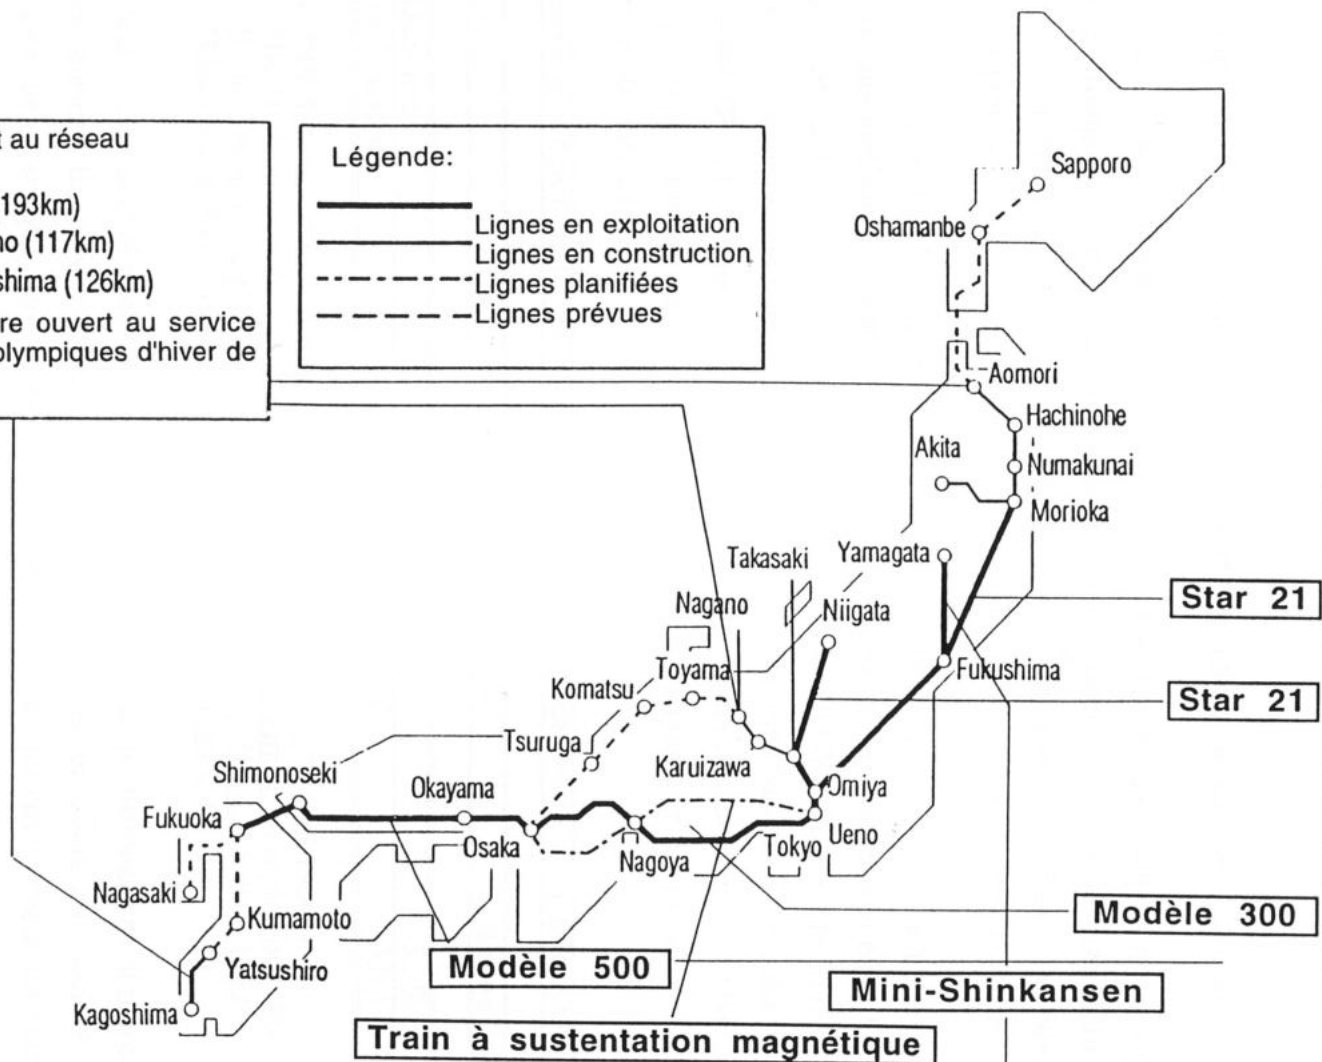 t au réseau
193km)
no (117km)
shima (126km)
re ouvert au service
olympiques d'hiver de
Légende:
Lignes en exploitation
Lignes en construction
Lignes planifiées
Lignes prévues
Sapporo
Oshamanbe
Aomori
Hachinohe
Akita
Numakunai
Morioka
Takasaki
Yamagata
Nagano
Niigata
Star 21
Toyama
Fukushima
Komatsu
Star 21
Tsuruga
Karuizawa
Shimonoseki
Okayama
Omiya
Fukuoka
Osaka
Nagoya
Tokyo
Ueno
Nagasaki
Kumamoto
Modèle 300
Yatsushiro
Modèle 500
Mini-Shinkansen
Kagoshima
Train à sustentation magnétique